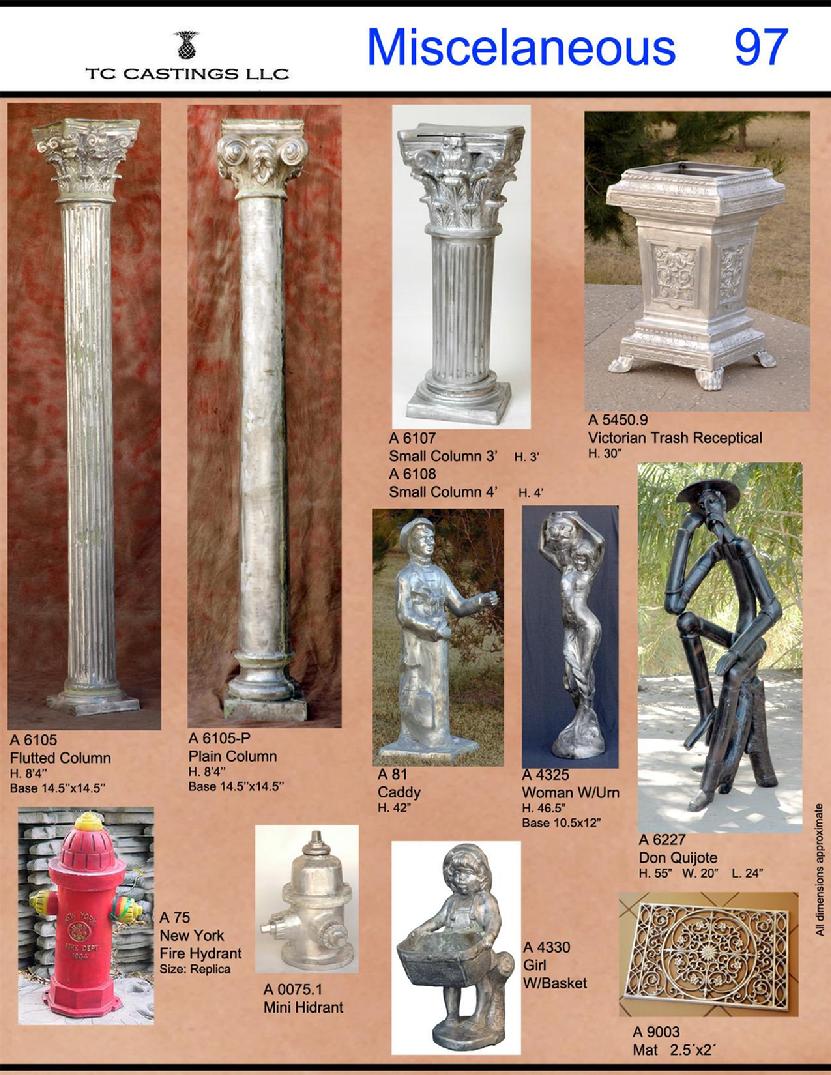 TC CASTINGS LLC
Miscelaneous 97
A 6105
Flutted Column
H. 8'4"
Base 14.5"x14.5"
A 6105-P
Plain Column
H. 8'4"
Base 14.5"x14.5"
A 6107
Small Column 3' H. 3'
A 6108
Small Column 4' H. 4'
A 5450.9
Victorian Trash Receptical
H. 30"
A 81
Caddy
H. 42"
A 4325
Woman W/Urn
H. 46.5"
Base 10.5x12"
A 6227
Don Quijote
H. 55" W. 20" L. 24"
NEW YORK
FIRE DEPT
A 75
New York
Fire Hydrant
Size: Replica
A 0075.1
Mini Hidrant
A 4330
Girl
W/Basket
A 9003
Mat 2.5´x2´
All dimensions approximate